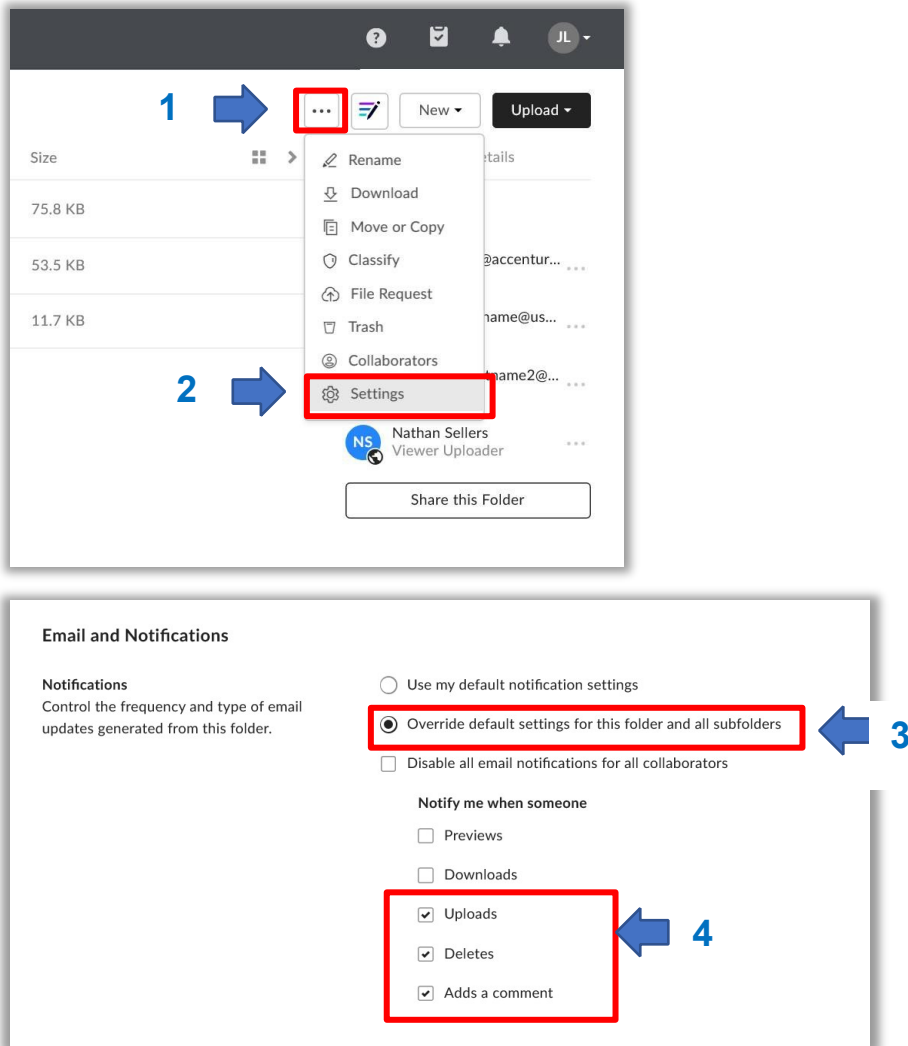 ?
JL
1
...
New
Upload
Size
etails
Rename
75.8 KB
Download
Move or Copy
53.5 KB
Classify
@accentur...
...
File Request
11.7 KB
name@us...
...
Trash
Collaborators
tname2@...
...
2
Settings
NS
Nathan Sellers
Viewer Uploader
...
Share this Folder
Email and Notifications
Notifications
Control the frequency and type of email
updates generated from this folder.
Use my default notification settings
Override default settings for this folder and all subfolders
3
Disable all email notifications for all collaborators
Notify me when someone
Previews
Downloads
Uploads
4
Deletes
Adds a comment